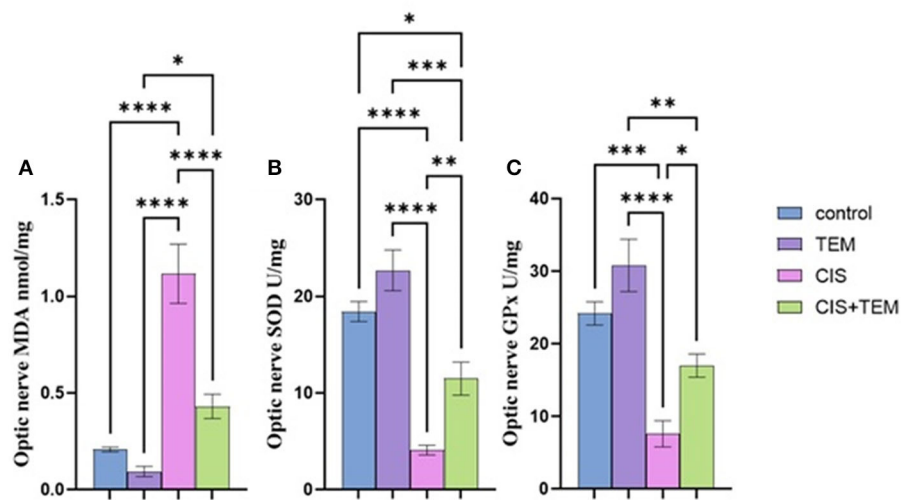 *
* ***
**** **** **
A **** B ** C *** *
**** **** ****
1.5 30 40 control
TEM
30 CIS
1.0 20 CIS+TEM
20
0.5 10
10
0.0 0 0
Optic nerve MDA nmol/mg
Optic nerve SOD U/mg
Optic nerve GPx U/mg